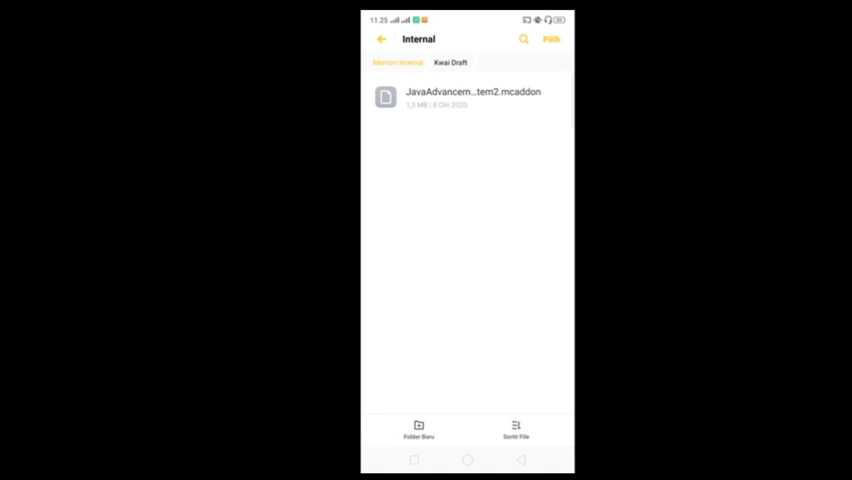 11.25
Internal
Pilih
Memori Internal
Kwai Draft
JavaAdvancem...tem2.mcaddon
1,3 MB | 8 Okt 2020
Folder Baru
Sortir File